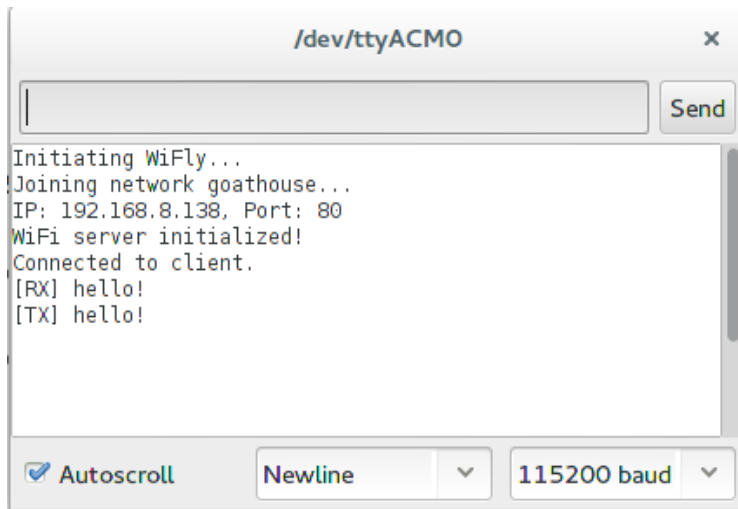 /dev/ttyACM0
×
Send
Initiating WiFly...
Joining network goathouse...
IP: 192.168.8.138, Port: 80
WiFi server initialized!
Connected to client.
[RX] hello!
[TX] hello!
Autoscroll
Newline
115200 baud